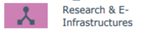 Research & E-
Infrastructures